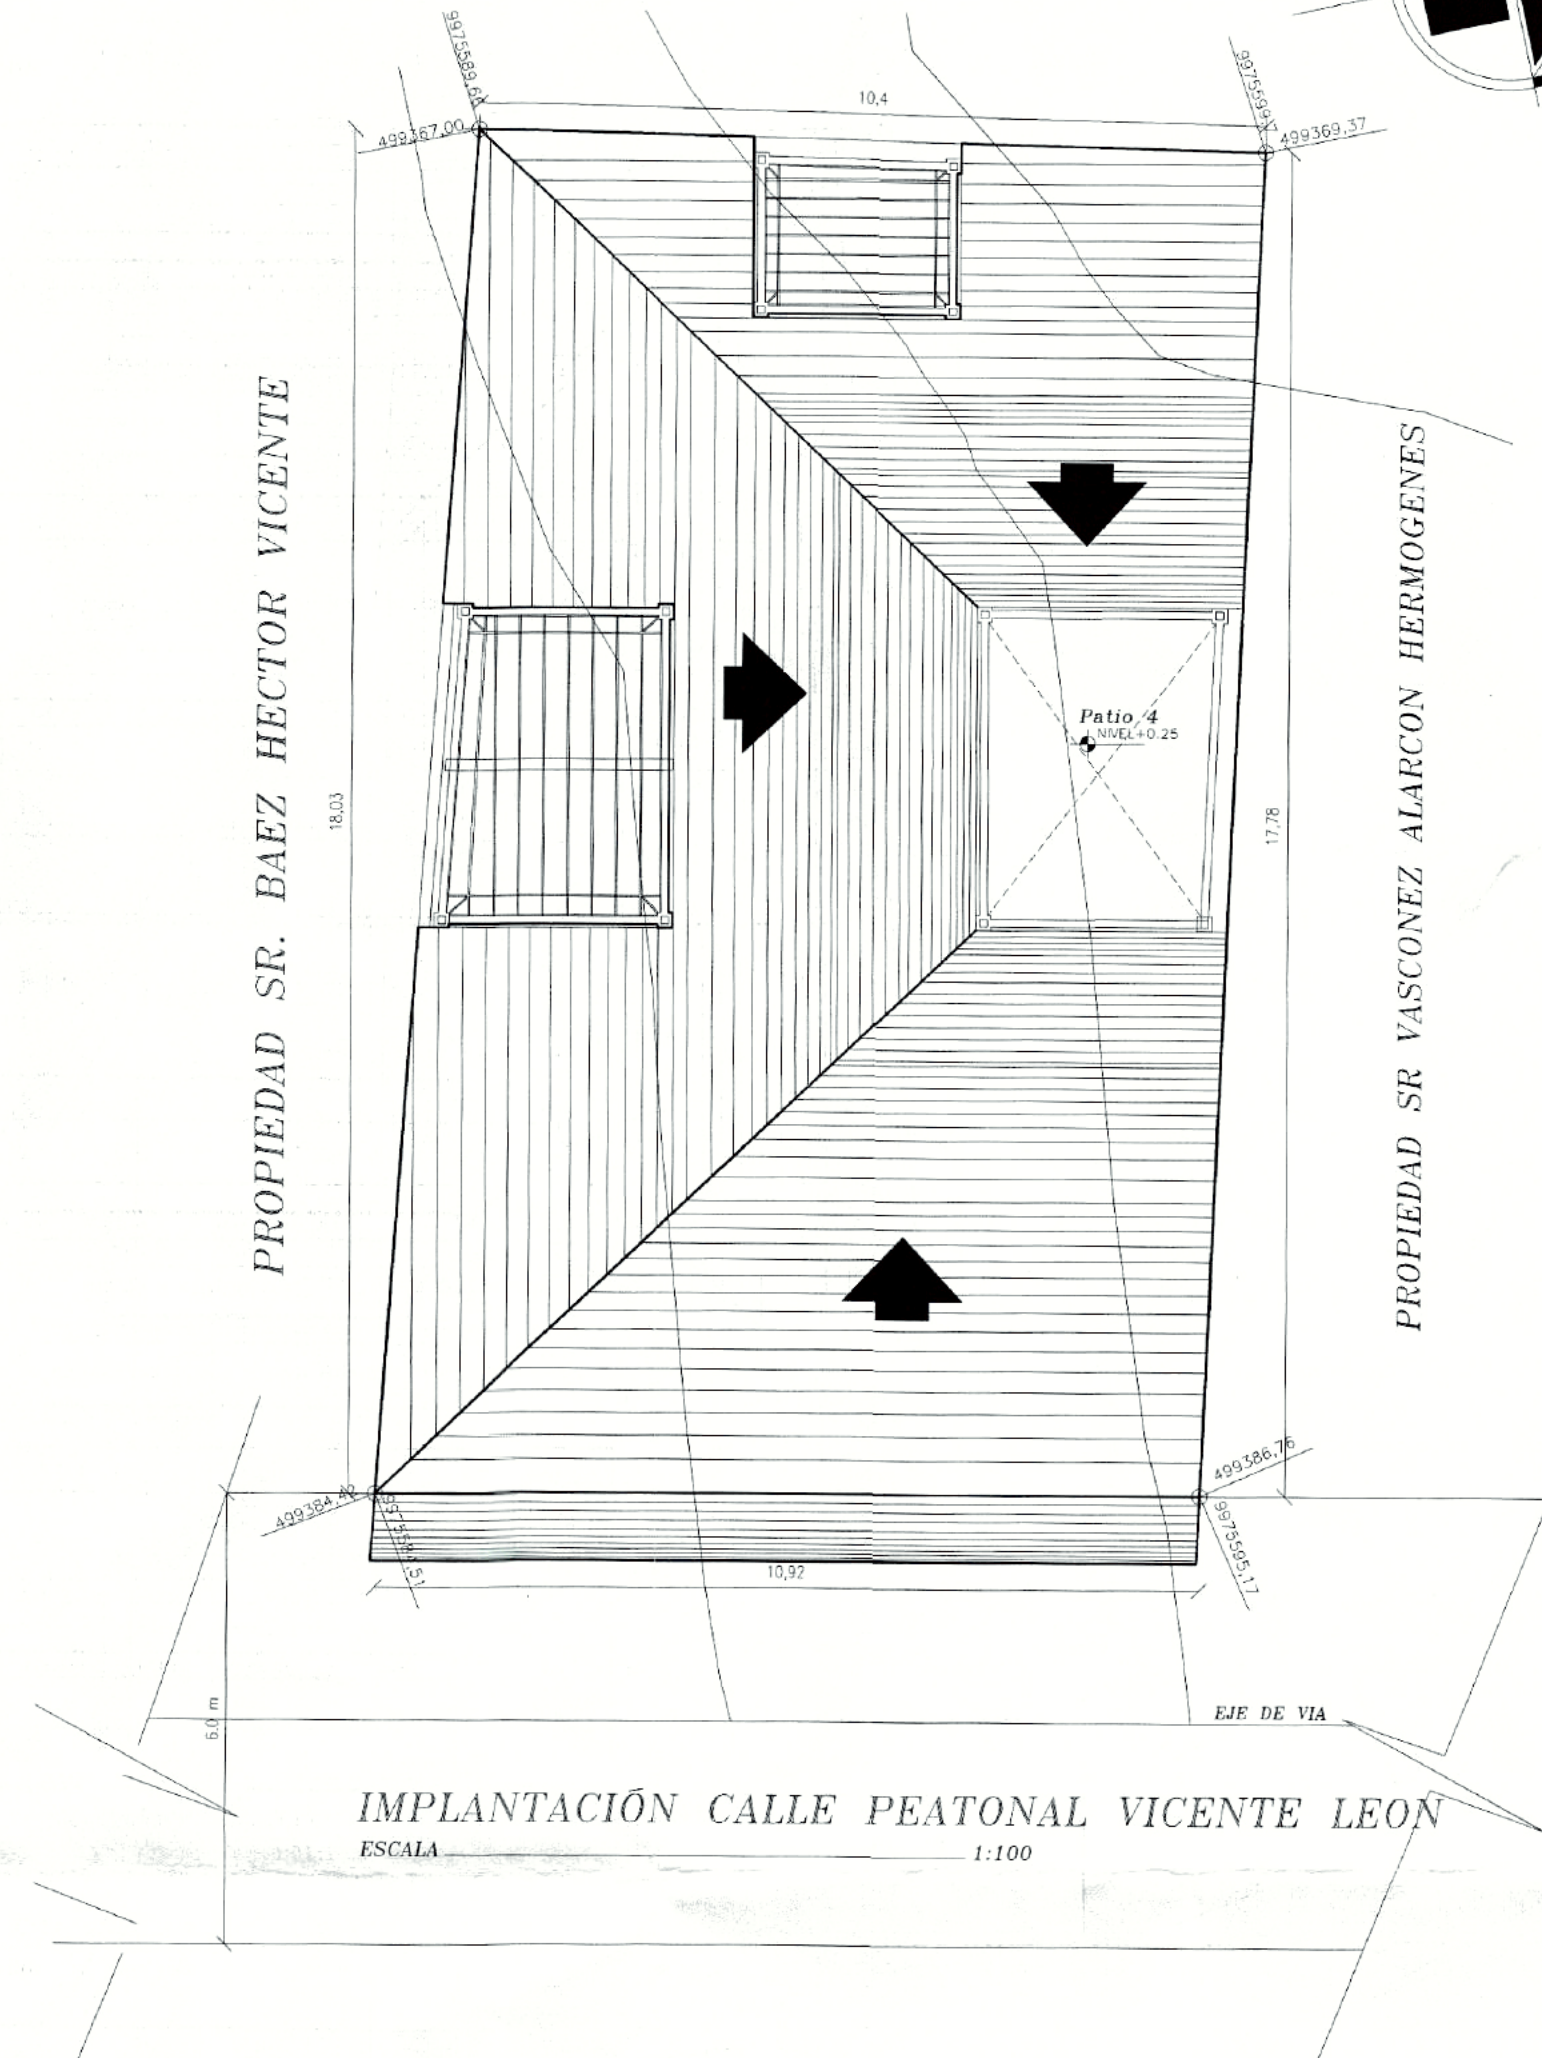 10,4
499367,00
499369,37
PROPIEDAD SR. BAEZ HECTOR VICENTE
18,03
Patio 4
NIVEL+0.25
17,78
PROPIEDAD SR VASCONEZ ALARCON HERMOGENES
499384,42
499386,76
9975595,17
10,92
6.0 m
EJE DE VIA
IMPLANTACIÓN CALLE PEATONAL VICENTE LEON
ESCALA 1:100